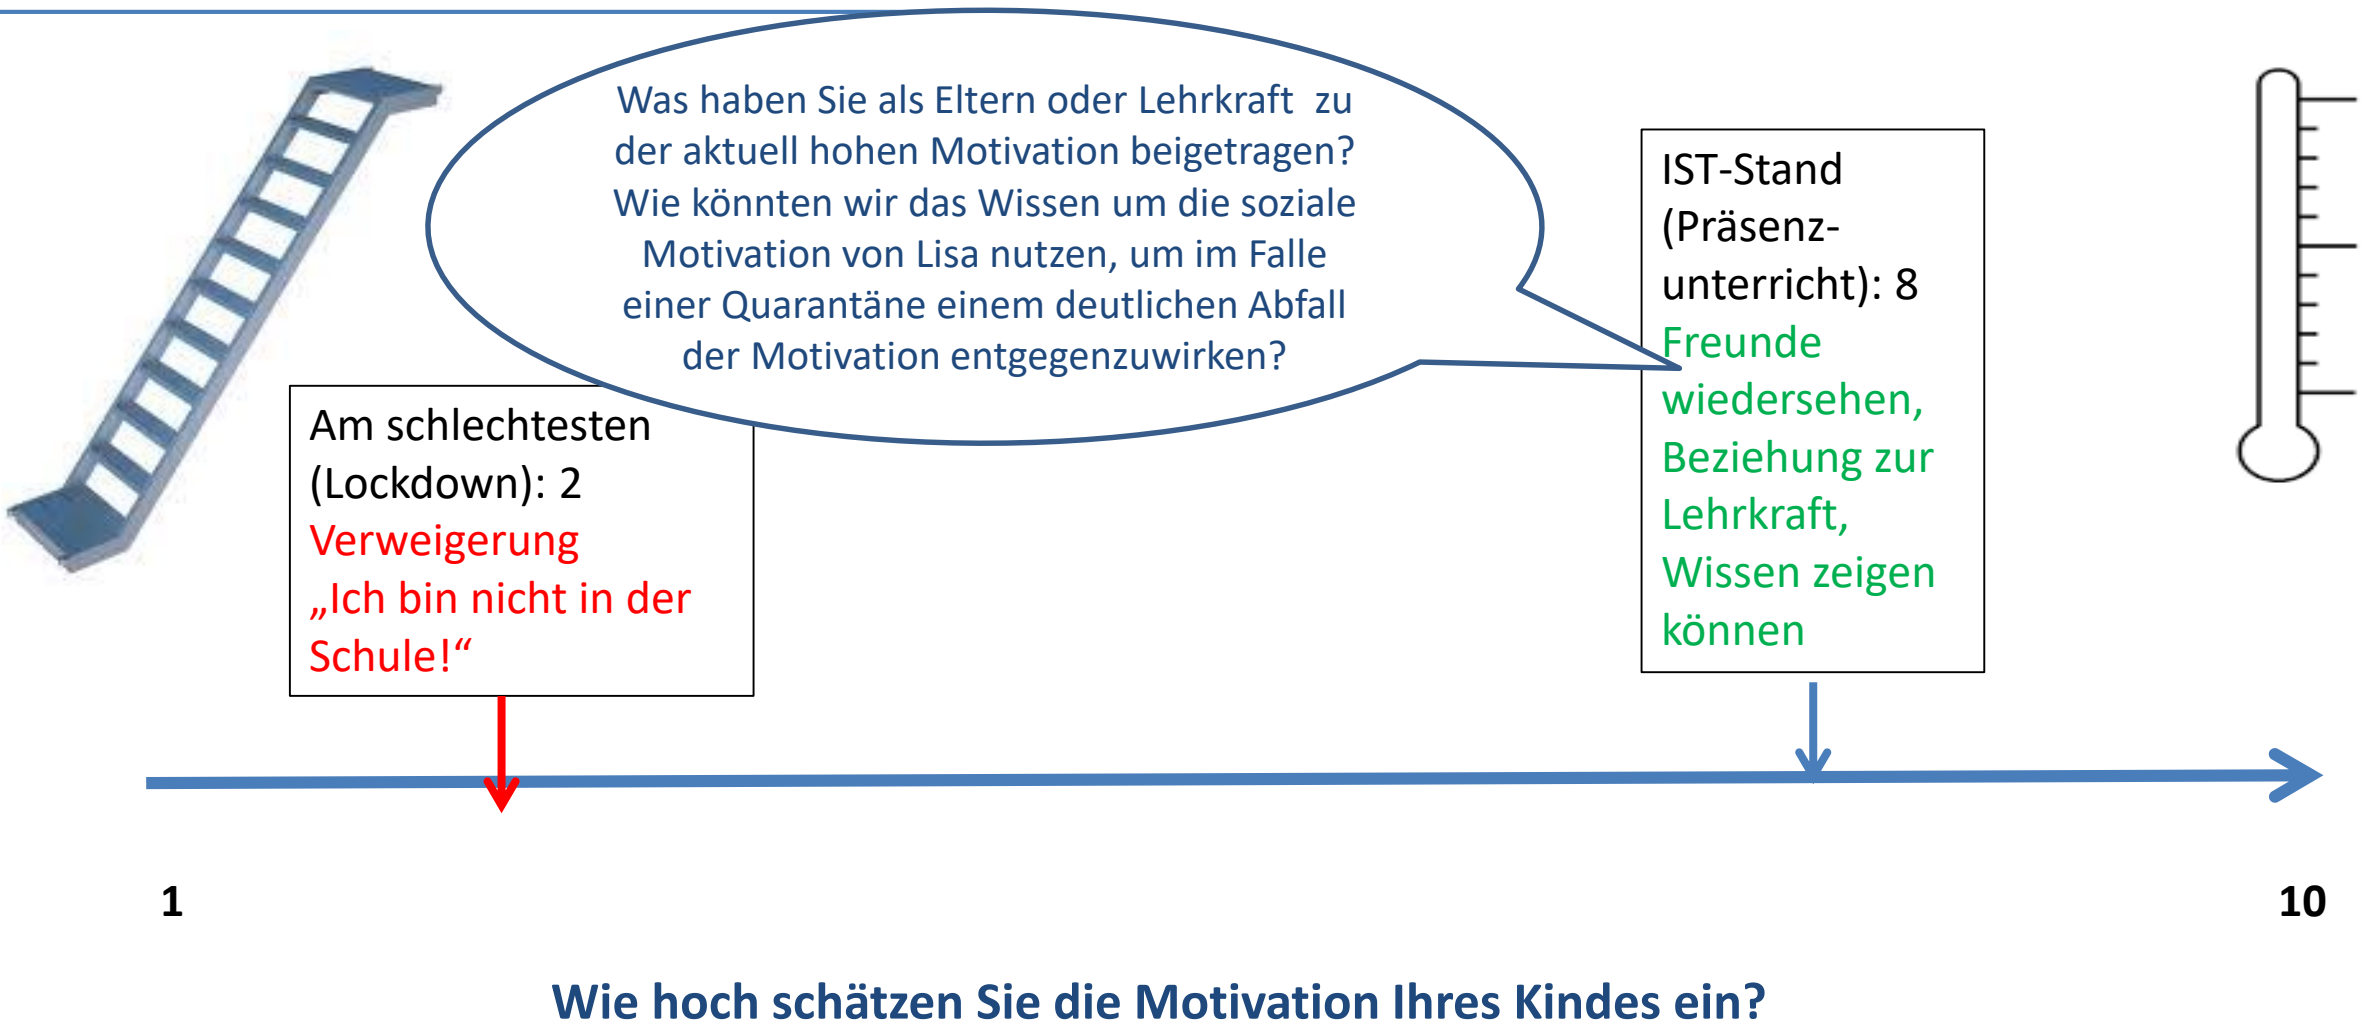 Was haben Sie als Eltern oder Lehrkraft  zu
der aktuell hohen Motivation beigetragen?
Wie könnten wir das Wissen um die soziale
Motivation von Lisa nutzen, um im Falle
einer Quarantäne einem deutlichen Abfall
der Motivation entgegenzuwirken?
Am schlechtesten
(Lockdown): 2
Verweigerung
„Ich bin nicht in der
Schule!“
IST-Stand
(Präsenz-
unterricht): 8
Freunde
wiedersehen,
Beziehung zur
Lehrkraft,
Wissen zeigen
können
1
10
Wie hoch schätzen Sie die Motivation Ihres Kindes ein?